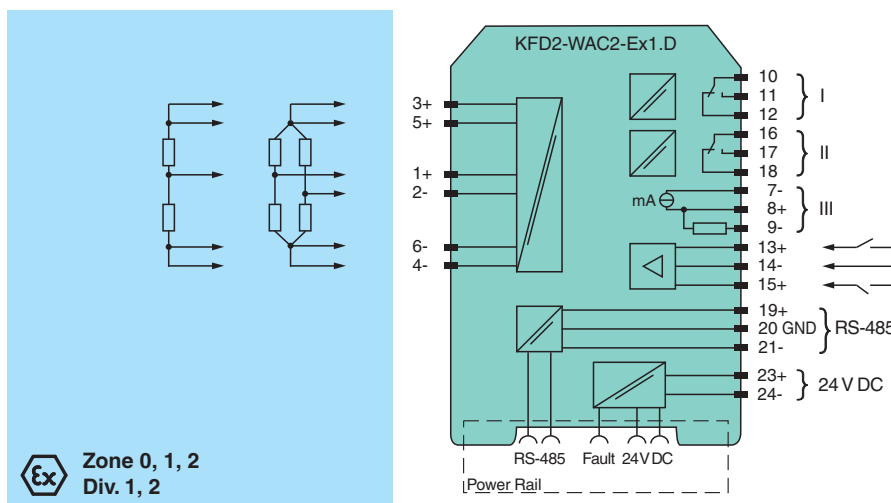 KFD2-WAC2-Ex1.D
3+
5+
1+
2-
6-
4-
10
11
12
I
16
17
18
II
mA
7-
8+
9-
III
13+
14-
15+
19+
20 GND
21-
RS-485
23+
24-
24 V DC
RS-485 Fault 24V DC
Power Rail
Ex
Zone 0, 1, 2
Div. 1, 2